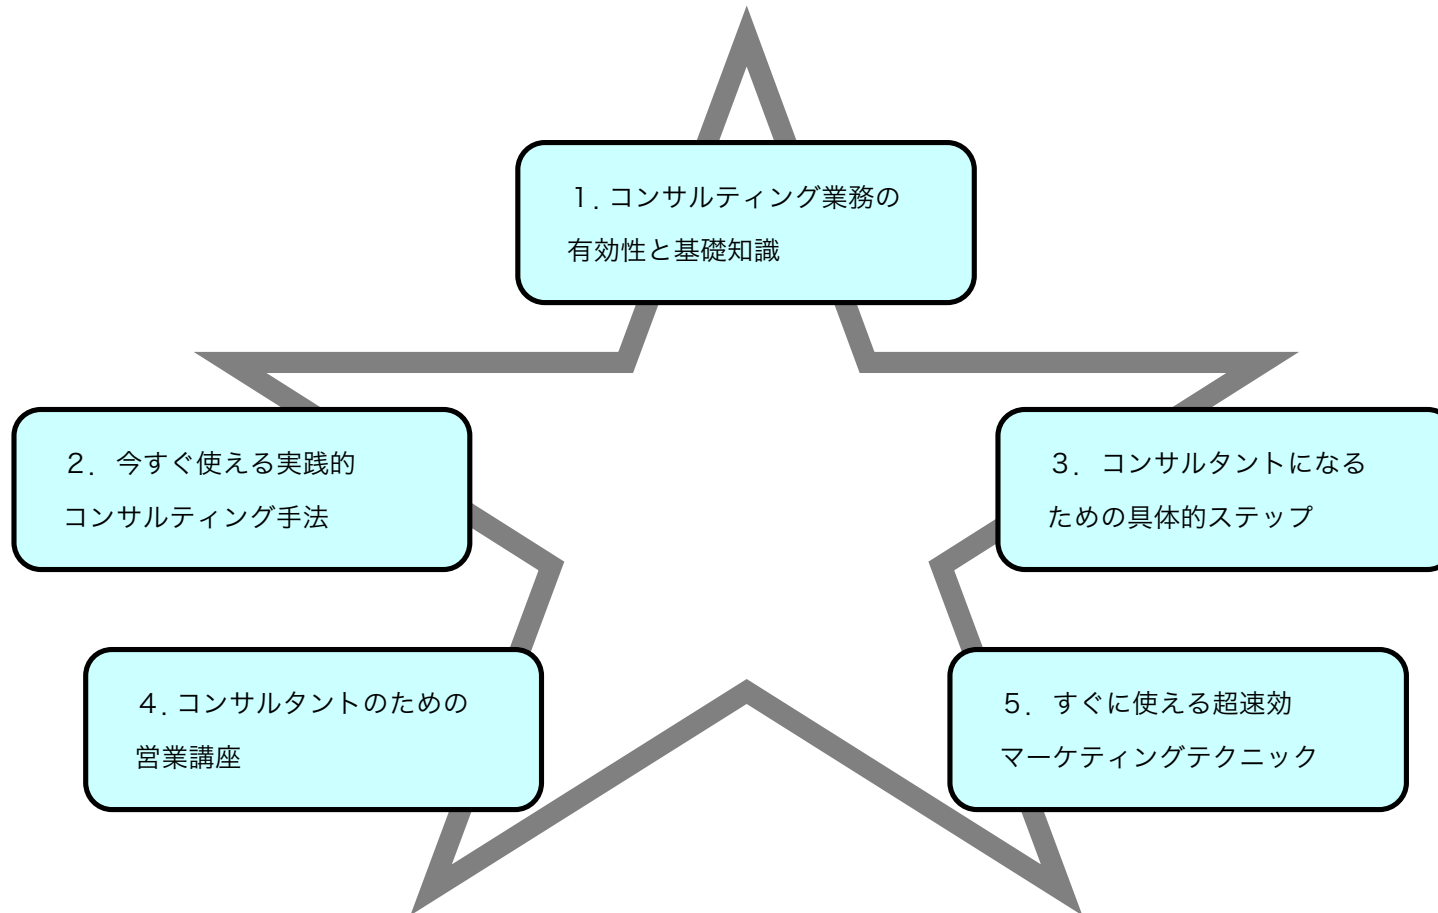 １. コンサルティング業務の
有効性と基礎知識
２． 今すぐ使える実践的
コンサルティング手法
３． コンサルタントになる
ための具体的ステップ
４. コンサルタントのための
営業講座
５． すぐに使える超速効
マーケティングテクニック